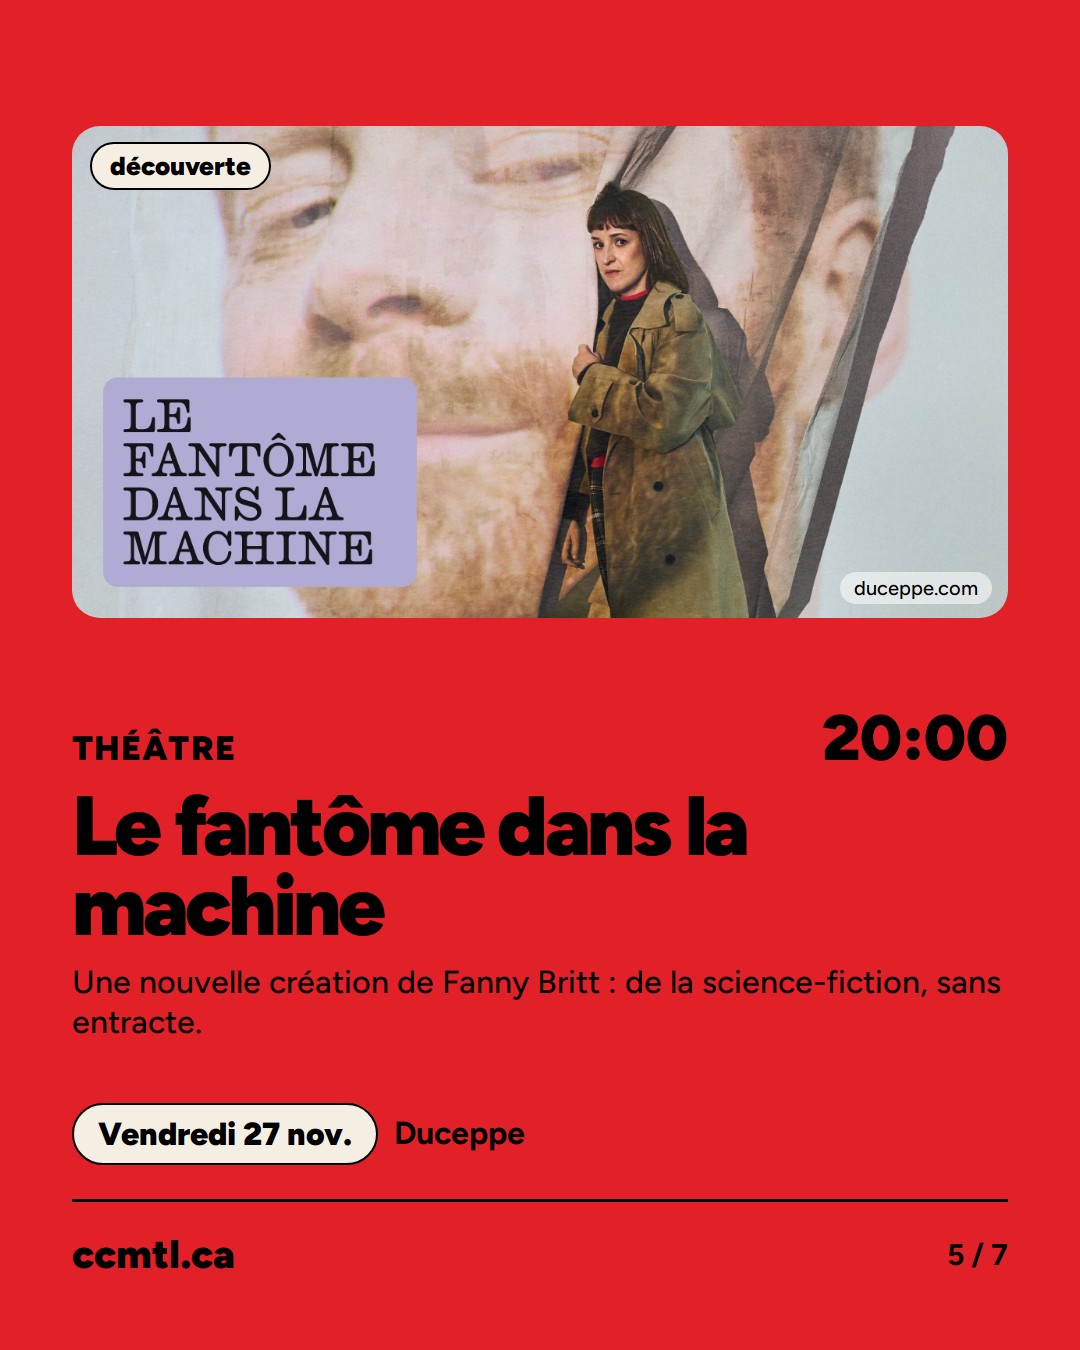 découverte
LE
FANTÔME
DANS LA
MACHINE
duceppe.com
THÉÂTRE
20:00
Le fantôme dans la
machine
Une nouvelle création de Fanny Britt : de la science-fiction, sans
entracte.
Vendredi 27 nov.
Duceppe
ccmtl.ca
5 / 7